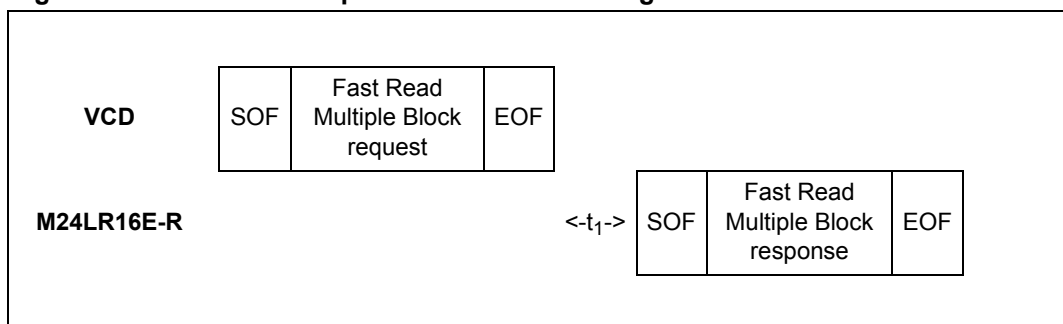 VCD
SOF
Fast Read
Multiple Block
request
EOF
M24LR16E-R
<-t₁->
SOF
Fast Read
Multiple Block
response
EOF